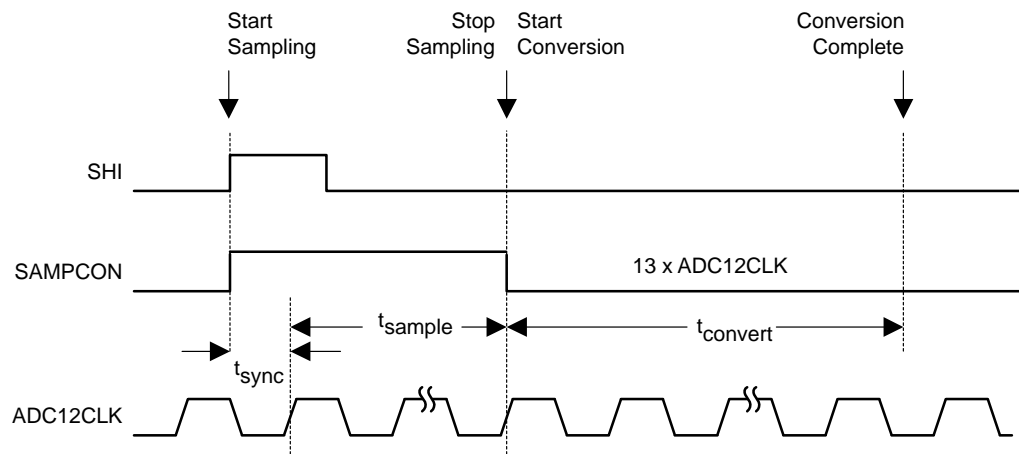 Start
Sampling
Stop
Sampling
Start
Conversion
Conversion
Complete
SHI
SAMPCON
13 x ADC12CLK
tsample
tconvert
tsync
ADC12CLK